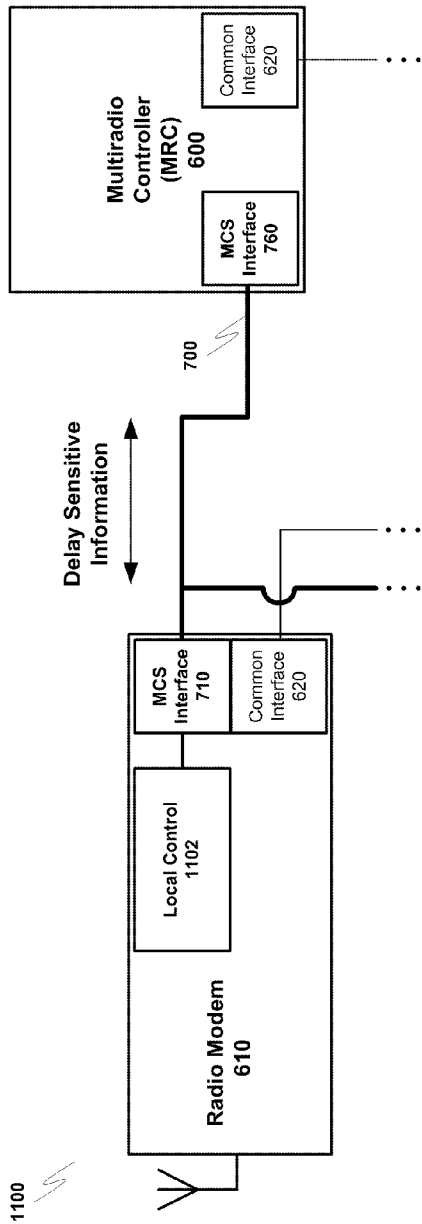 1100
Radio Modem
610
Local Control
1102
MCS
Interface
710
Common
Interface
620
Delay Sensitive
Information
700
Multiradio
Controller
(MRC)
600
MCS
Interface
760
Common
Interface
620